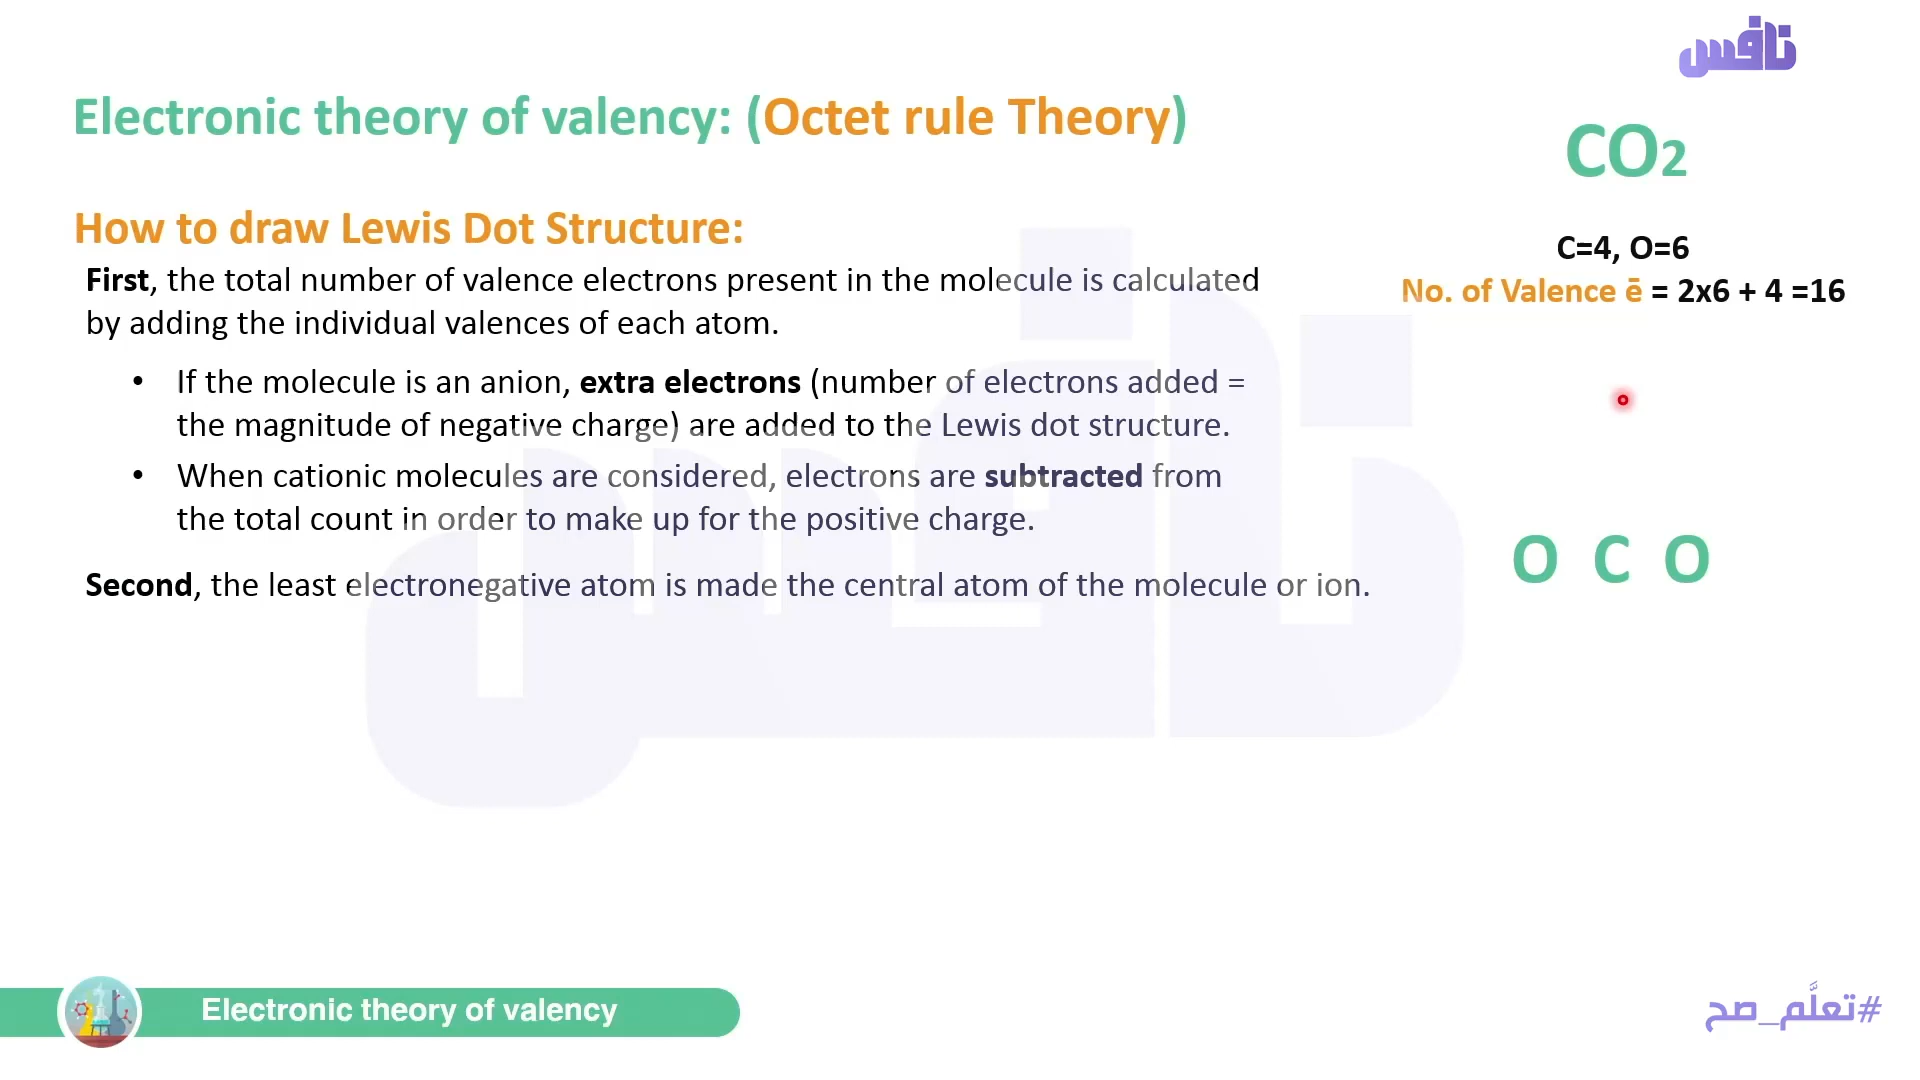 نافس
Electronic theory of valency: (Octet rule Theory)
CO₂
How to draw Lewis Dot Structure:
C=4, O=6
No. of Valence ē = 2x6 + 4 =16
First, the total number of valence electrons present in the molecule is calculated
by adding the individual valences of each atom.
• If the molecule is an anion, extra electrons (number of electrons added =
the magnitude of negative charge) are added to the Lewis dot structure.
• When cationic molecules are considered, electrons are subtracted from
the total count in order to make up for the positive charge.
Second, the least electronegative atom is made the central atom of the molecule or ion.
O C O
Electronic theory of valency
#تعلَّم_صح